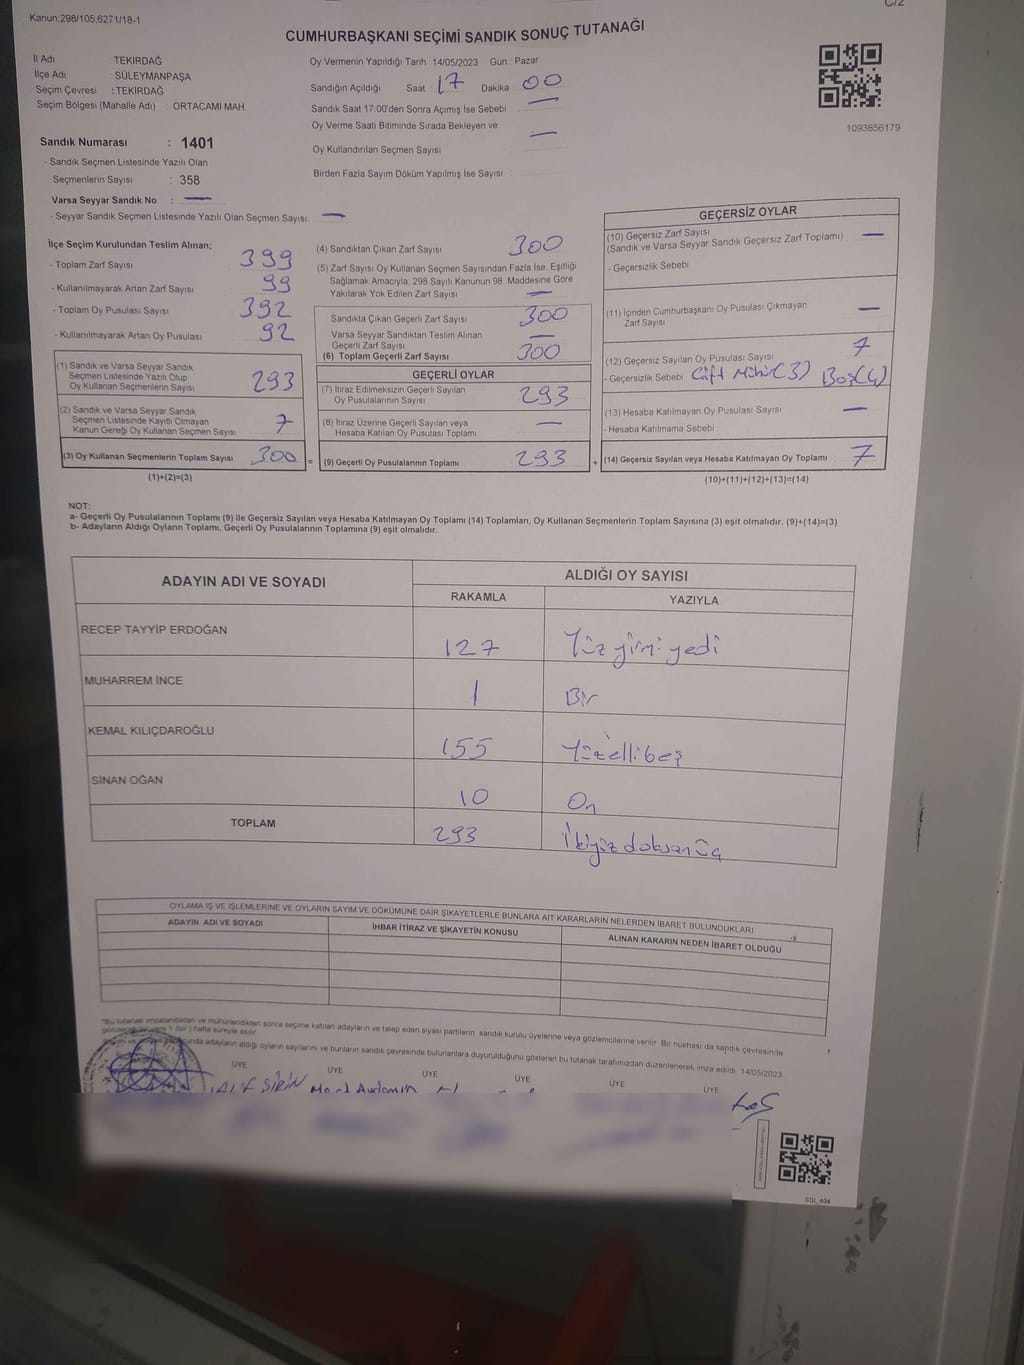 Kanun;298/105;6271/18-1
C/2
CUMHURBAŞKANI SEÇİMİ SANDIK SONUÇ TUTANAĞI
İl Adı : TEKİRDAĞ
İlçe Adı : SÜLEYMANPAŞA
Seçim Çevresi : TEKİRDAĞ
Seçim Bölgesi (Mahalle Adı) : ORTACAMİ MAH.
Sandık Numarası : 1401
- Sandık Seçmen Listesinde Yazılı Olan
Seçmenlerin Sayısı : 358
Varsa Seyyar Sandık No : —
- Seyyar Sandık Seçmen Listesinde Yazılı Olan Seçmen Sayısı: —
Oy Vermenin Yapıldığı Tarih : 14/05/2023 Gün : Pazar
Sandığın Açıldığı Saat : 17 Dakika 00
Sandık Saat 17:00'den Sonra Açımış İse Sebebi —
Oy Verme Saati Bitiminde Sırada Bekleyen ve
Oy Kullandırılan Seçmen Sayısı —
Birden Fazla Sayım Döküm Yapılmış İse Sayısı :
1093856179
İlçe Seçim Kurulundan Teslim Alınan;
- Toplam Zarf Sayısı 399
- Kullanılmayarak Artan Zarf Sayısı 99
- Toplam Oy Pusulası Sayısı 392
- Kullanılmayarak Artan Oy Pusulası 92
(1) Sandık ve Varsa Seyyar Sandık
Seçmen Listesinde Yazılı Olup
Oy Kullanan Seçmenlerin Sayısı 293
(2) Sandık ve Varsa Seyyar Sandık
Seçmen Listesinde Kayıtlı Olmayan
Kanun Gereği Oy Kullanan Seçmen Sayısı 7
(3) Oy Kullanan Seçmenlerin Toplam Sayısı 300 =
(1)+(2)=(3)
(4) Sandıktan Çıkan Zarf Sayısı 300
(5) Zarf Sayısı Oy Kullanan Seçmen Sayısından Fazla İse, Eşitliği
Sağlamak Amacıyla; 298 Sayılı Kanunun 98. Maddesine Göre
Yakılarak Yok Edilen Zarf Sayısı —
Sandıkta Çıkan Geçerli Zarf Sayısı 300
Varsa Seyyar Sandıktan Teslim Alınan
Geçerli Zarf Sayısı —
(6) Toplam Geçerli Zarf Sayısı 300
GEÇERLİ OYLAR
(7) İtiraz Edilmeksizin Geçerli Sayılan
Oy Pusulalarının Sayısı 293
(8) İtiraz Üzerine Geçerli Sayılan veya
Hesaba Katılan Oy Pusulası Toplamı —
(9) Geçerli Oy Pusulalarının Toplamı 293 +
GEÇERSİZ OYLAR
(10) Geçersiz Zarf Sayısı
(Sandık ve Varsa Seyyar Sandık Geçersiz Zarf Toplamı) —
- Geçersizlik Sebebi
(11) İçinden Cumhurbaşkanı Oy Pusulası Çıkmayan
Zarf Sayısı —
(12) Geçersiz Sayılan Oy Pusulası Sayısı 7
- Geçersizlik Sebebi Çift Mühür(3) Boş(4)
(13) Hesaba Katılmayan Oy Pusulası Sayısı —
- Hesaba Katılmama Sebebi :
(14) Geçersiz Sayılan veya Hesaba Katılmayan Oy Toplamı 7
(10)+(11)+(12)+(13)=(14)
NOT:
a- Geçerli Oy Pusulalarının Toplamı (9) ile Geçersiz Sayılan veya Hesaba Katılmayan Oy Toplamı (14) Toplamları, Oy Kullanan Seçmenlerin Toplam Sayısına (3) eşit olmalıdır. (9)+(14)=(3)
b- Adayların Aldığı Oyların Toplamı, Geçerli Oy Pusulalarının Toplamına (9) eşit olmalıdır.
ADAYIN ADI VE SOYADI ALDIĞI OY SAYISI
RAKAMLA YAZIYLA
RECEP TAYYİP ERDOĞAN 127 Yüz yirmi yedi
MUHARREM İNCE 1 Bir
KEMAL KILIÇDAROĞLU 155 Yüzellibeş
SİNAN OĞAN 10 On
TOPLAM 293 İkiyüz doksanüç
OYLAMA İŞ VE İŞLEMLERİNE VE OYLARIN SAYIM VE DÖKÜMÜNE DAİR ŞİKAYETLERLE BUNLARA AİT KARARLARIN NELERDEN İBARET BULUNDUKLARI
ADAYIN ADI VE SOYADI İHBAR İTİRAZ VE ŞİKAYETİN KONUSU ALINAN KARARIN NEDEN İBARET OLDUĞU
*Bu tutanak imzalandıktan ve mühürlendikten sonra seçime katılan adayların ve talep eden siyasi partilerin sandık kurulu üyelerine veya gözlemcilerine verilir. Bir nüshası da sandık çevresinde
görülecek bir yere 1 (bir) hafta süreyle asılır.
adayların aldığı oyların sayılarını ve bunların sandık çevresinde bulunanlara duyurulduğunu gösteren bu tutanak tarafımızdan düzenlenerek imza edildi. 14/05/2023
ÜYE ÜYE ÜYE ÜYE ÜYE ÜYE
SSI_404